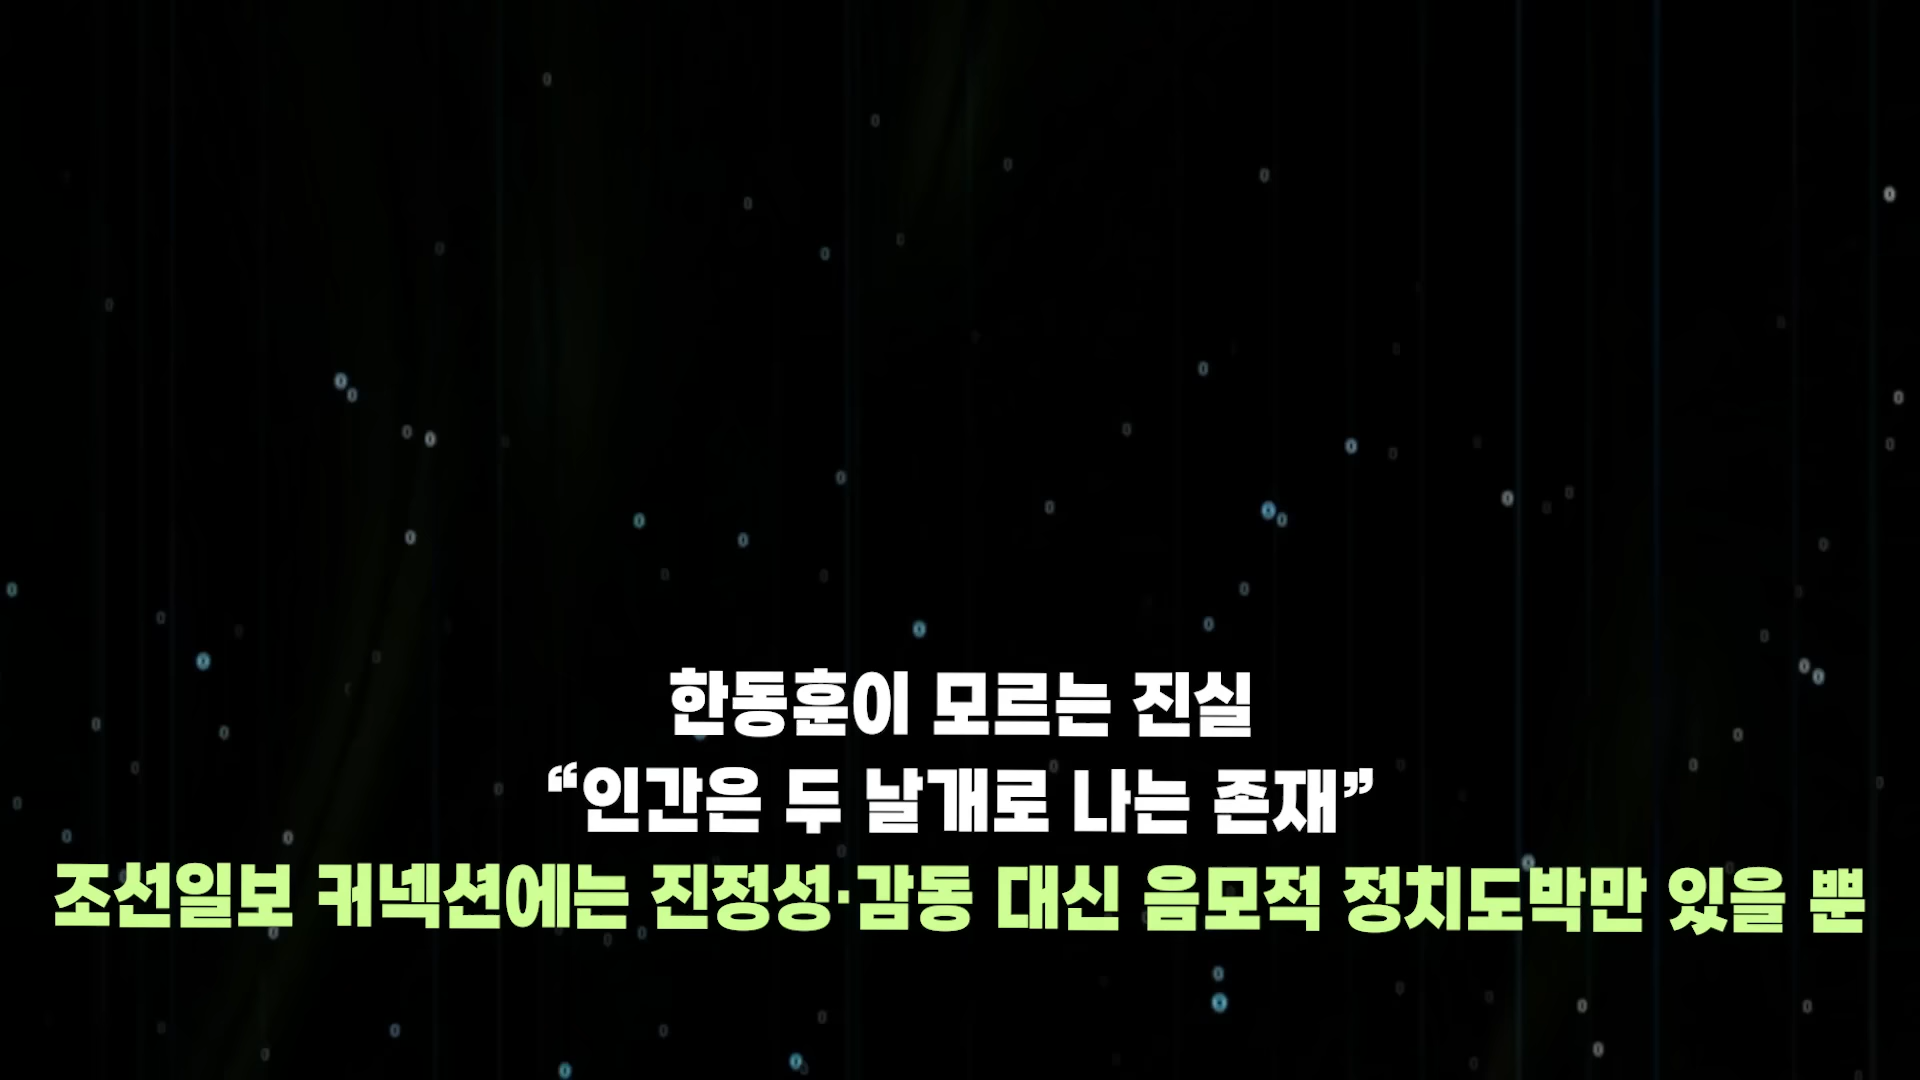 한동훈이 모르는 진실
“인간은 두 날개로 나는 존재”
조선일보 커넥션에는 진정성·감동 대신 음모적 정치도박만 있을 뿐